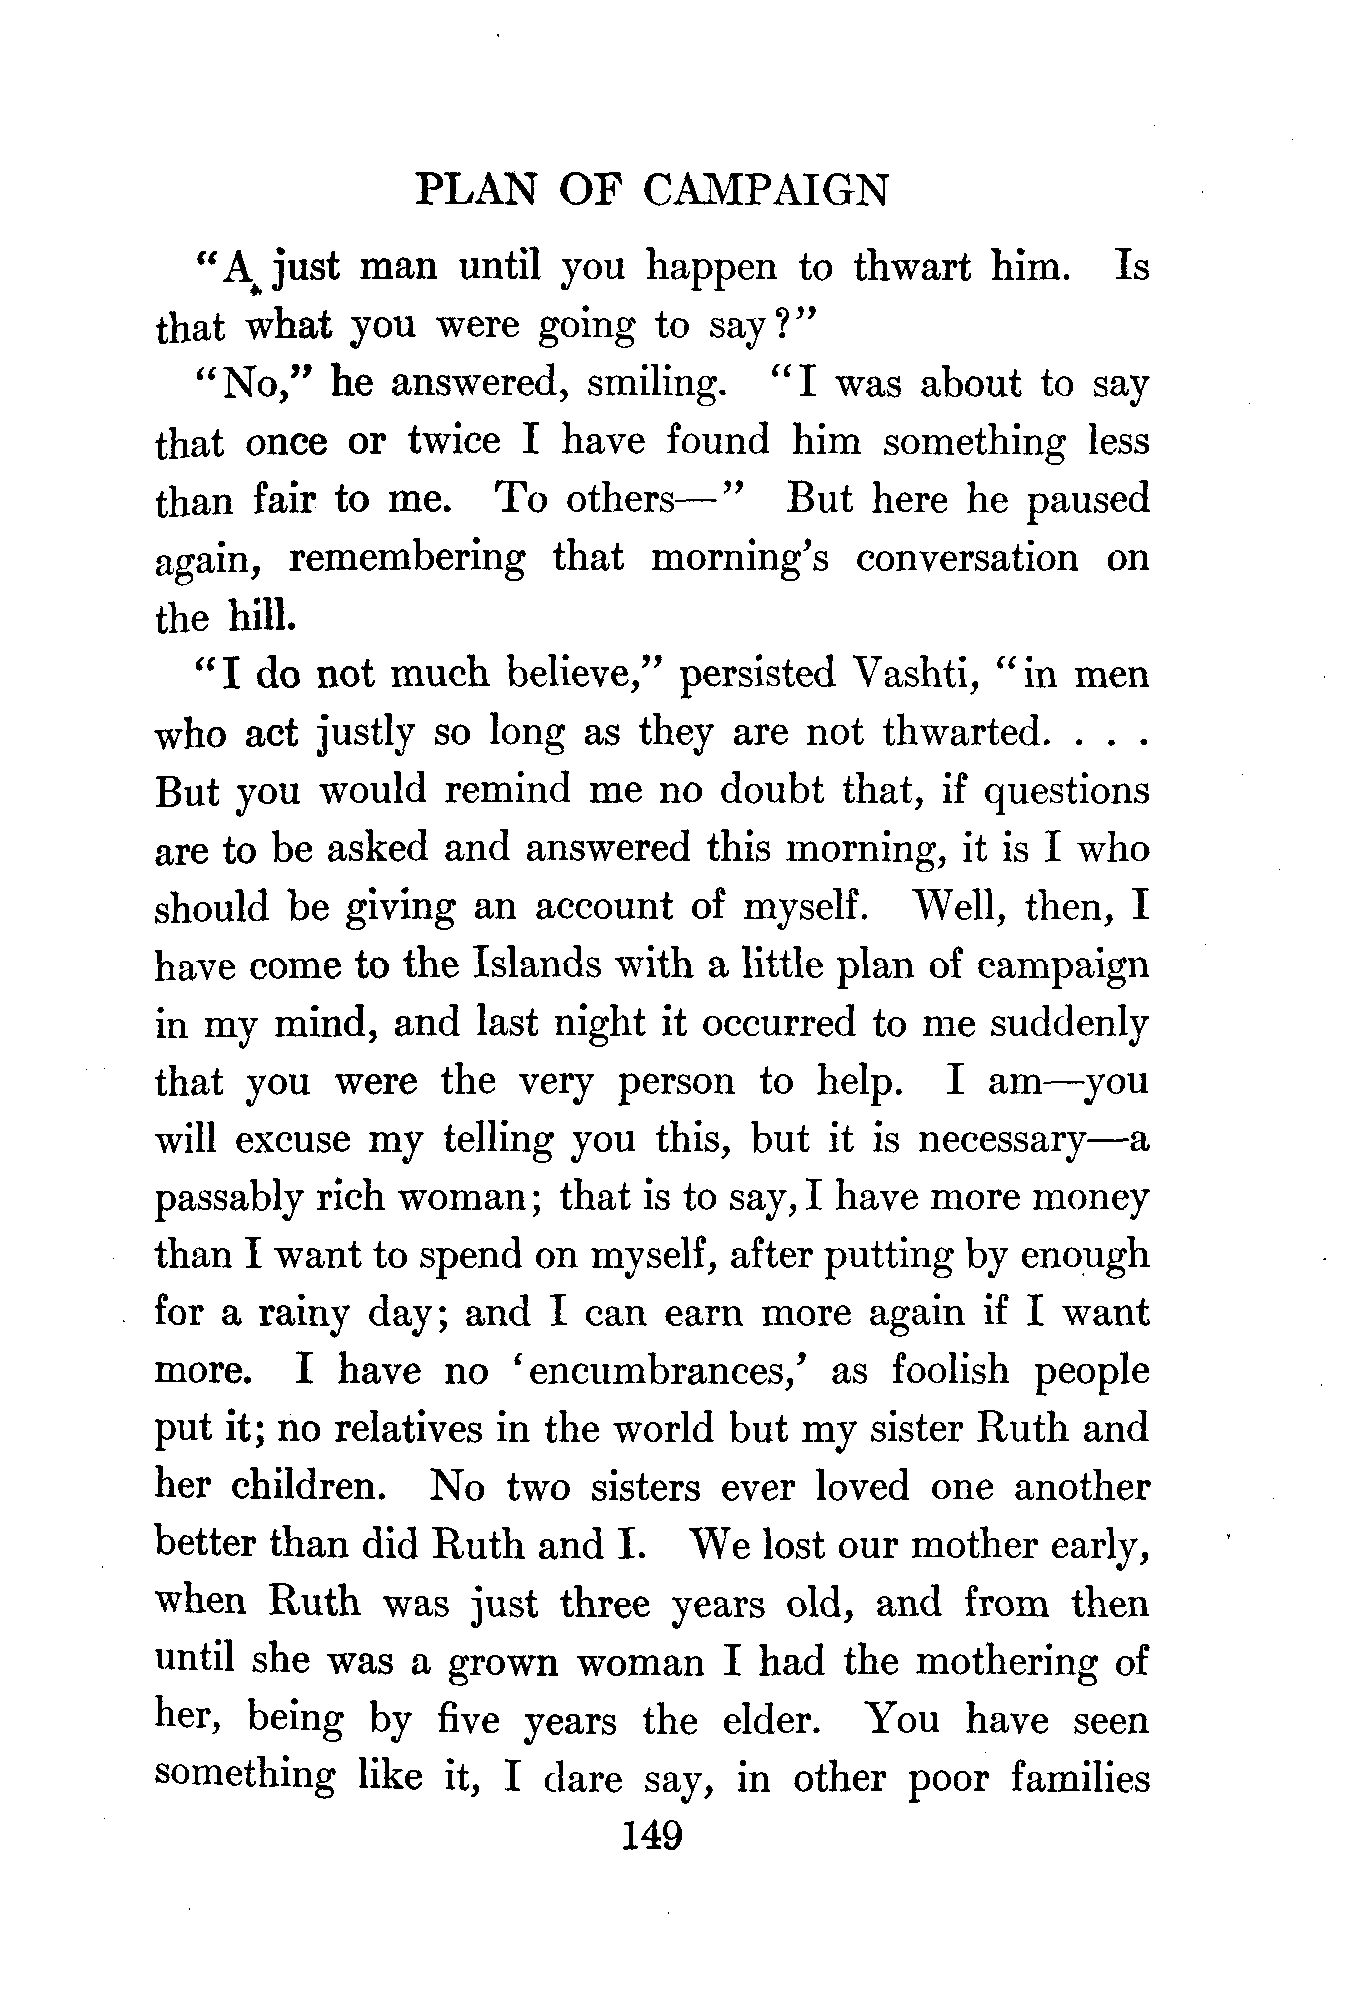 PLAN OF CAMPAIGN
"A just man until you happen to thwart him. Is
that what you were going to say?"
"No," he answered, smiling. "I was about to say
that once or twice I have found him something less
than fair to me. To others—" But here he paused
again, remembering that morning's conversation on
the hill.
"I do not much believe," persisted Vashti, "in men
who act justly so long as they are not thwarted. . . .
But you would remind me no doubt that, if questions
are to be asked and answered this morning, it is I who
should be giving an account of myself. Well, then, I
have come to the Islands with a little plan of campaign
in my mind, and last night it occurred to me suddenly
that you were the very person to help. I am—you
will excuse my telling you this, but it is necessary—a
passably rich woman; that is to say, I have more money
than I want to spend on myself, after putting by enough
for a rainy day; and I can earn more again if I want
more. I have no 'encumbrances,' as foolish people
put it; no relatives in the world but my sister Ruth and
her children. No two sisters ever loved one another
better than did Ruth and I. We lost our mother early,
when Ruth was just three years old, and from then
until she was a grown woman I had the mothering of
her, being by five years the elder. You have seen
something like it, I dare say, in other poor families
149